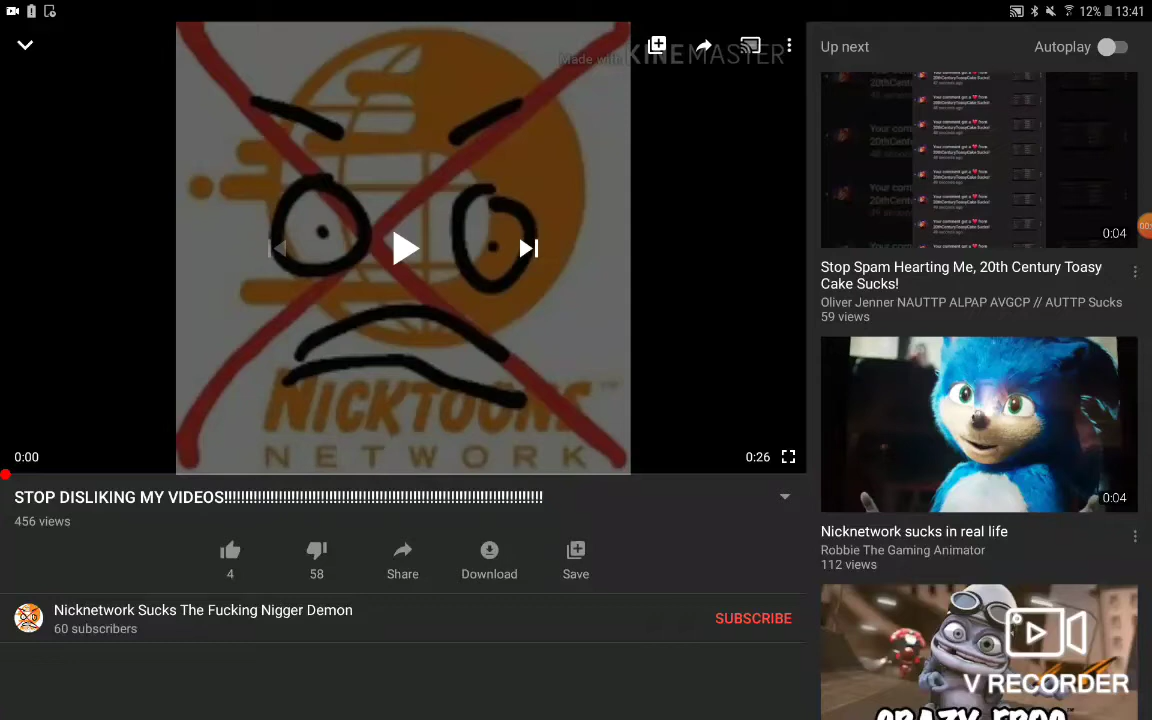 12% 13:41
Made with KINEMASTER
Up next Autoplay
NICKTOONS™
NETWORK
0:00 0:26
STOP DISLIKING MY VIDEOS!!!!!!!!!!!!!!!!!!!!!!!!!!!!!!!!!!!!!!!!!!!!!!!!!!!!!!!!!!!!!!!!!!!!!!!!!!!!
456 views
4 58 Share Download Save
Nicknetwork Sucks The Fucking Nigger Demon
60 subscribers
SUBSCRIBE
0:04
Stop Spam Hearting Me, 20th Century Toasy
Cake Sucks!
Oliver Jenner NAUTTP ALPAP AVGCP // AUTTP Sucks
59 views
0:04
Nicknetwork sucks in real life
Robbie The Gaming Animator
112 views
V RECORDER
CRAZY FROG